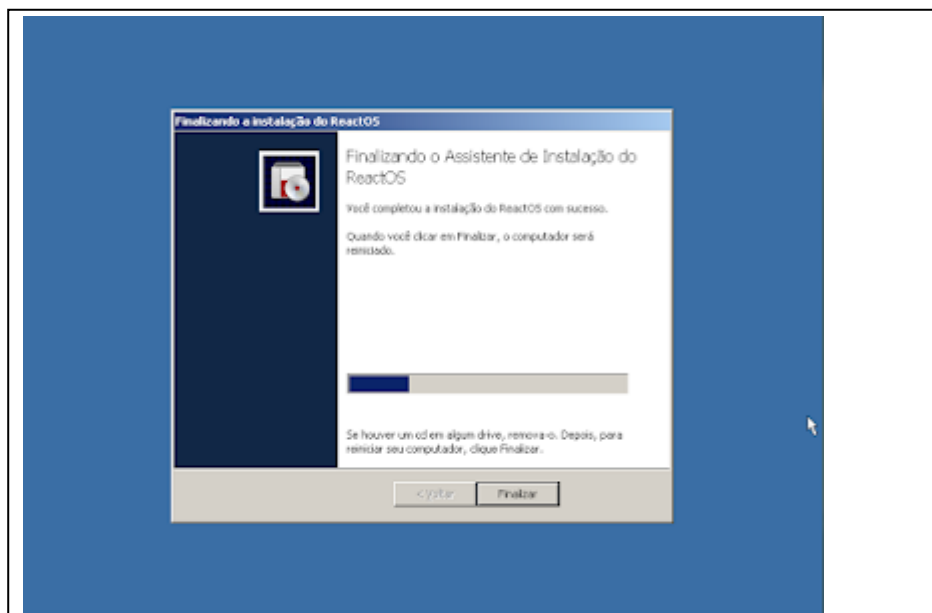 Finalizando a instalação do ReactOS
Finalizando o Assistente de Instalação do
ReactOS
Você completou a instalação do ReactOS com sucesso.
Quando você clicar em Finalizar, o computador será
reiniciado.
Se houver um cd em algum drive, remova-o. Depois, para
reiniciar seu computador, clique Finalizar.
< Voltar
Finalizar